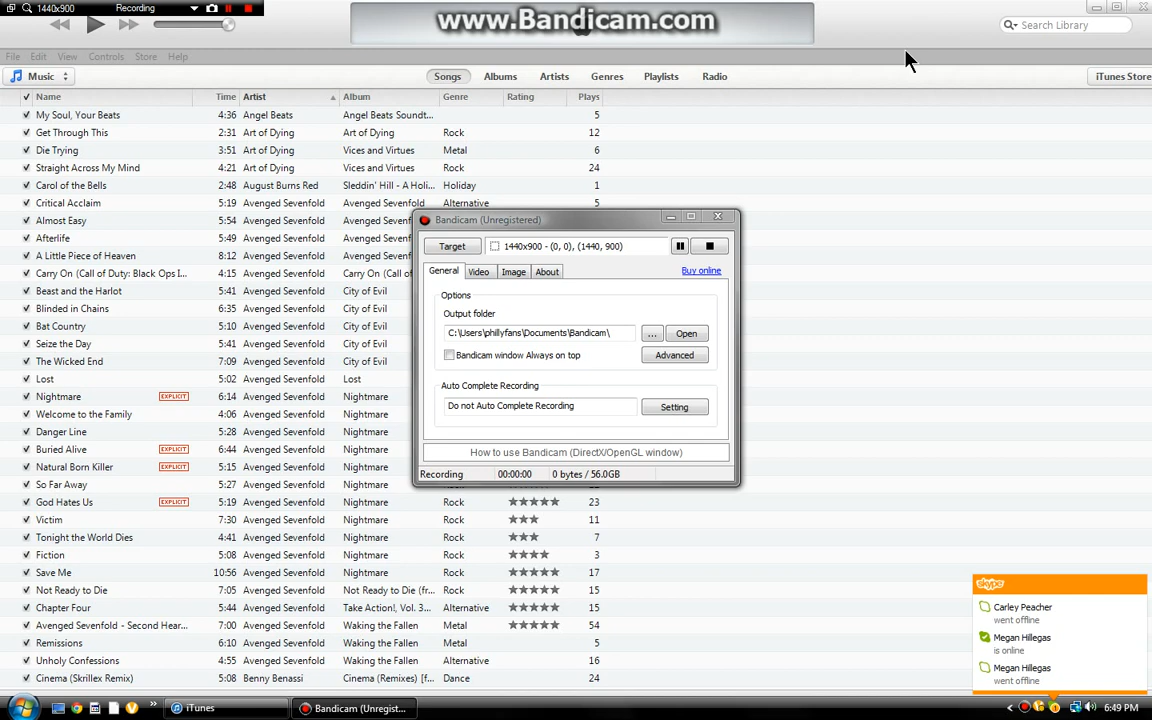 1440x900 Recording
www.Bandicam.com
Search Library
File Edit View Controls Store Help
Music Songs Albums Artists Genres Playlists Radio iTunes Store
Name Time Artist Album Genre Rating Plays
My Soul, Your Beats 4:36 Angel Beats Angel Beats Soundt... 5
Get Through This 2:31 Art of Dying Art of Dying Rock 12
Die Trying 3:51 Art of Dying Vices and Virtues Metal 6
Straight Across My Mind 4:21 Art of Dying Vices and Virtues Rock 24
Carol of the Bells 2:48 August Burns Red Sleddin' Hill - A Holi... Holiday 1
Critical Acclaim 5:19 Avenged Sevenfold Avenged Sevenfold Alternative 5
Almost Easy 5:54 Avenged Sevenfold Avenged
Afterlife 5:49 Avenged Sevenfold Avenged
A Little Piece of Heaven 8:12 Avenged Sevenfold Avenged
Carry On (Call of Duty: Black Ops I... 4:15 Avenged Sevenfold Carry On
Beast and the Harlot 5:41 Avenged Sevenfold City of Evil
Blinded in Chains 6:35 Avenged Sevenfold City of Evil
Bat Country 5:10 Avenged Sevenfold City of Evil
Seize the Day 5:41 Avenged Sevenfold City of Evil
The Wicked End 7:09 Avenged Sevenfold City of Evil
Lost 5:02 Avenged Sevenfold Lost
Nightmare EXPLICIT 6:14 Avenged Sevenfold Nightmare
Welcome to the Family 4:06 Avenged Sevenfold Nightmare
Danger Line 5:28 Avenged Sevenfold Nightmare
Buried Alive EXPLICIT 6:44 Avenged Sevenfold Nightmare
Natural Born Killer EXPLICIT 5:15 Avenged Sevenfold Nightmare
So Far Away 5:27 Avenged Sevenfold Nightmare
God Hates Us EXPLICIT 5:19 Avenged Sevenfold Nightmare Rock ★★★★★ 23
Victim 7:30 Avenged Sevenfold Nightmare Rock ★★★ 11
Tonight the World Dies 4:41 Avenged Sevenfold Nightmare Rock ★★★ 7
Fiction 5:08 Avenged Sevenfold Nightmare Rock ★★★★ 3
Save Me 10:56 Avenged Sevenfold Nightmare Rock ★★★★★ 17
Not Ready to Die 7:05 Avenged Sevenfold Not Ready to Die (fr... Rock ★★★★★ 15
Chapter Four 5:44 Avenged Sevenfold Take Action!, Vol. 3... Alternative ★★★★★ 15
Avenged Sevenfold - Second Hear... 7:00 Avenged Sevenfold Waking the Fallen Metal ★★★★★ 54
Remissions 6:10 Avenged Sevenfold Waking the Fallen Metal 5
Unholy Confessions 4:55 Avenged Sevenfold Waking the Fallen Alternative 16
Cinema (Skrillex Remix) 5:08 Benny Benassi Cinema (Remixes) [f... Dance 24
Bandicam (Unregistered)
Target 1440x900 - (0, 0), (1440, 900)
General Video Image About Buy online
Options
Output folder
C:\Users\phillyfans\Documents\Bandicam\ ... Open
Bandicam window Always on top Advanced
Auto Complete Recording
Do not Auto Complete Recording Setting
How to use Bandicam (DirectX/OpenGL window)
Recording 00:00:00 0 bytes / 56.0GB
skype
Carley Peacher
went offline
Megan Hillegas
is online
Megan Hillegas
went offline
iTunes Bandicam (Unregist... 6:49 PM